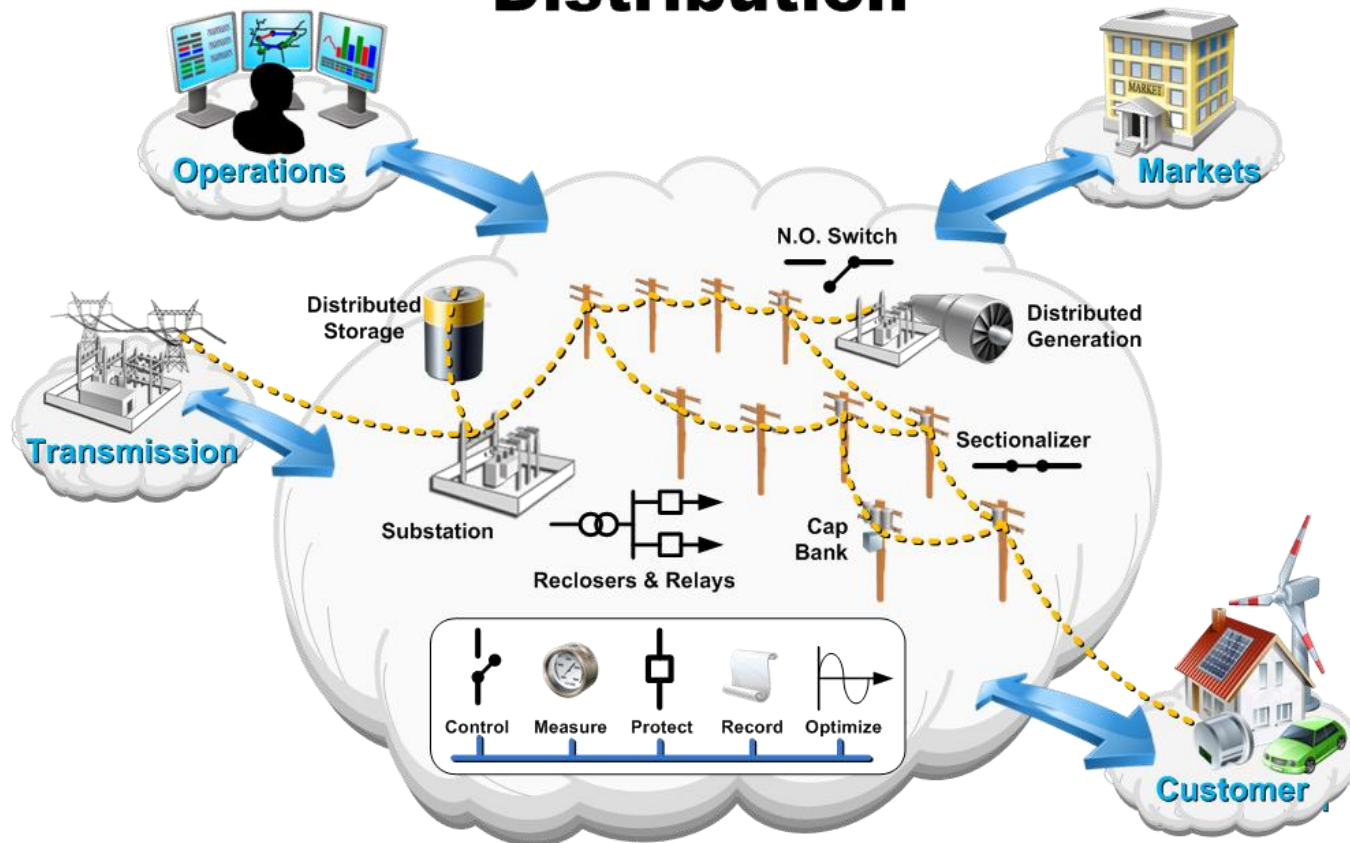 Distribution
Operations
MARKET
Markets
N.O. Switch
Distributed
Storage
Distributed
Generation
Transmission
Sectionalizer
Substation
Cap
Bank
Reclosers & Relays
Control
Measure
Protect
Record
Optimize
Customer